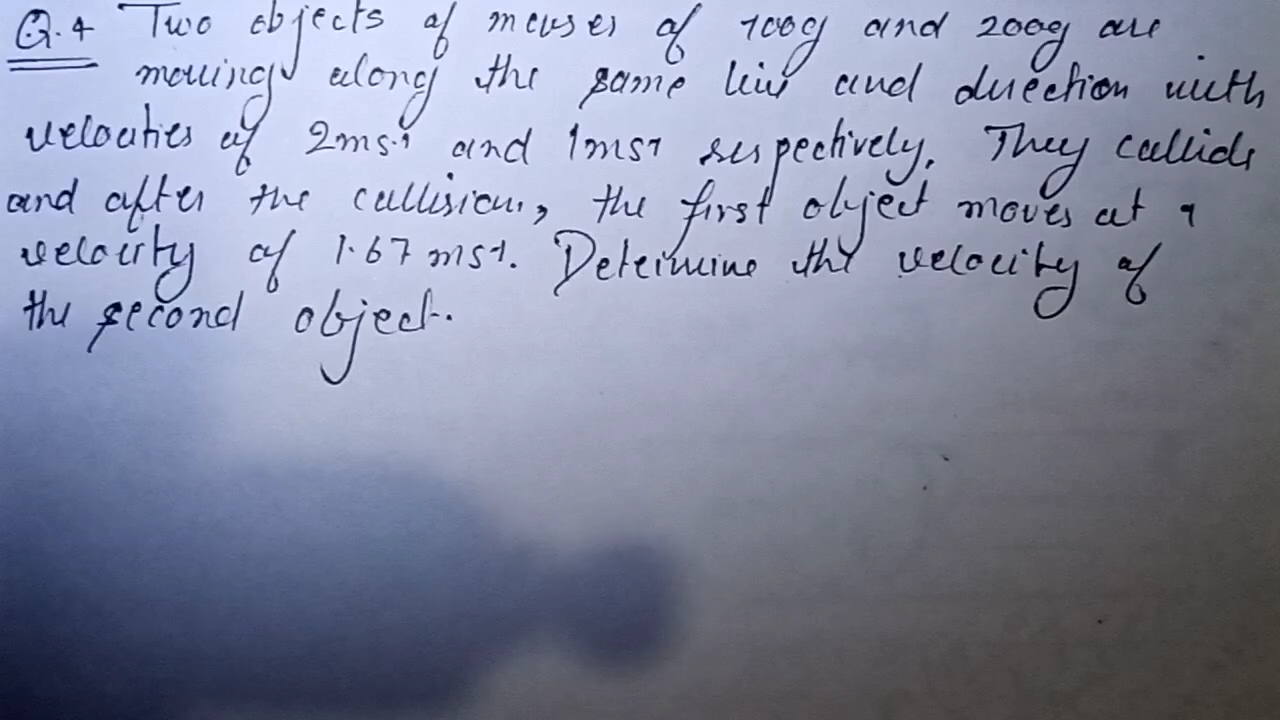 Q.4 Two objects of masses of 100g and 200g are
moving along the same line and direction with
velocities of 2ms-1 and 1ms-1 respectively. They collide
and after the collision, the first object moves at a
velocity of 1.67 ms-1. Determine the velocity of
the second object.